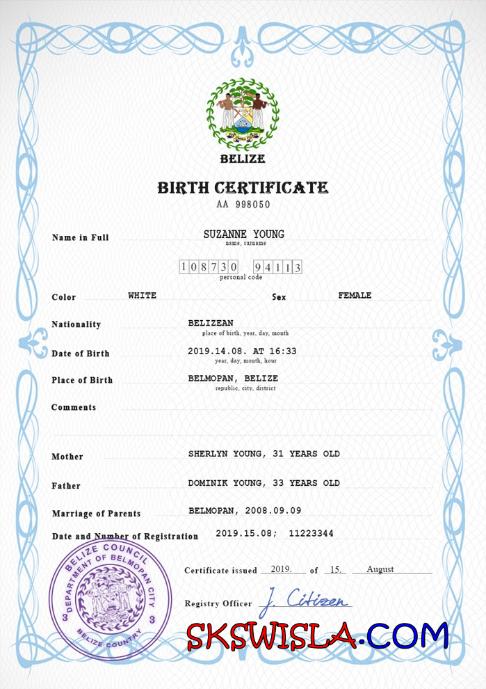 BELIZE
BIRTH CERTIFICATE
AA 998050
Name in Full SUZANNE YOUNG
name, surname
108730 94113
personal code
Color WHITE Sex FEMALE
Nationality BELIZEAN
place of birth, year, day, month
Date of Birth 2019.14.08. AT 16:33
year, day, month, hour
Place of Birth BELMOPAN, BELIZE
republic, city, district
Comments
Mother SHERLYN YOUNG, 31 YEARS OLD
Father DOMINIK YOUNG, 33 YEARS OLD
Marriage of Parents BELMOPAN, 2008.09.09
Date and Number of Registration 2019.15.08; 11223344
BELIZE COUNCIL
DEPARTMENT OF BELMOPAN CITY
3 3
BELIZE COUNTRY
Certificate issued 2019. of 15. August
Registry Officer J. Citizen
SKSWISLA.COM